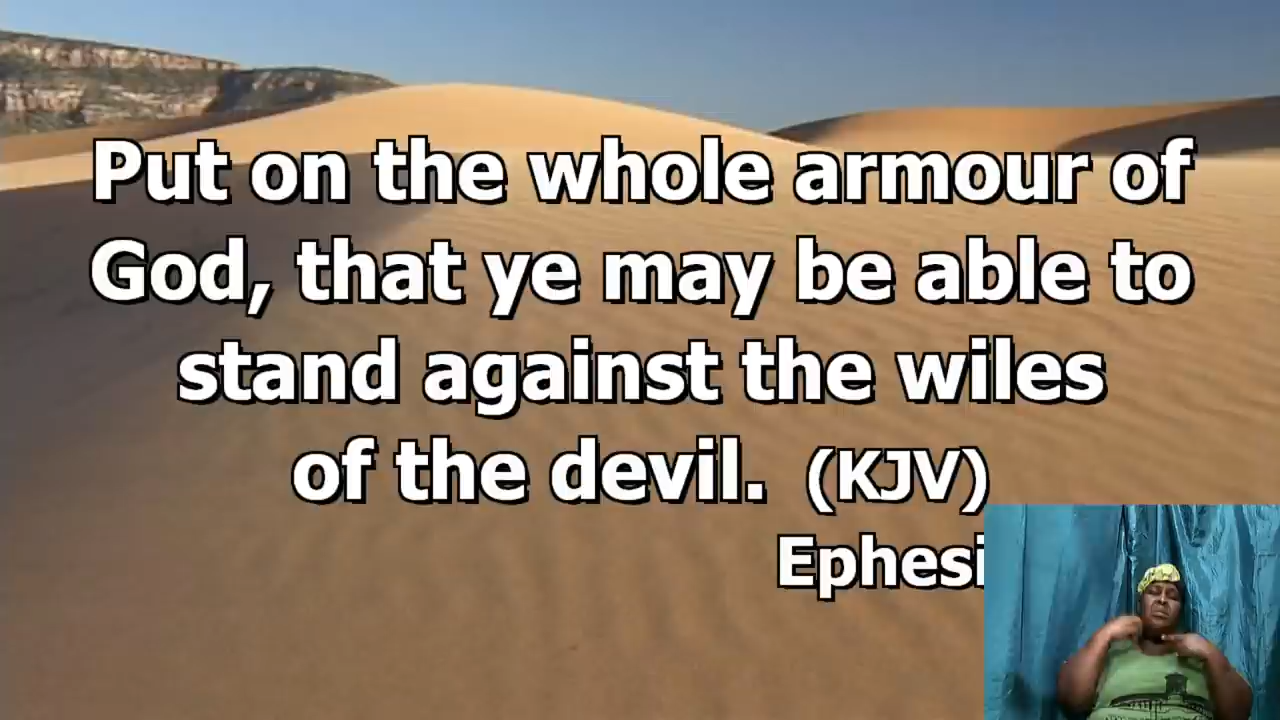 Put on the whole armour of
God, that ye may be able to
stand against the wiles
of the devil. (KJV)
Ephesi